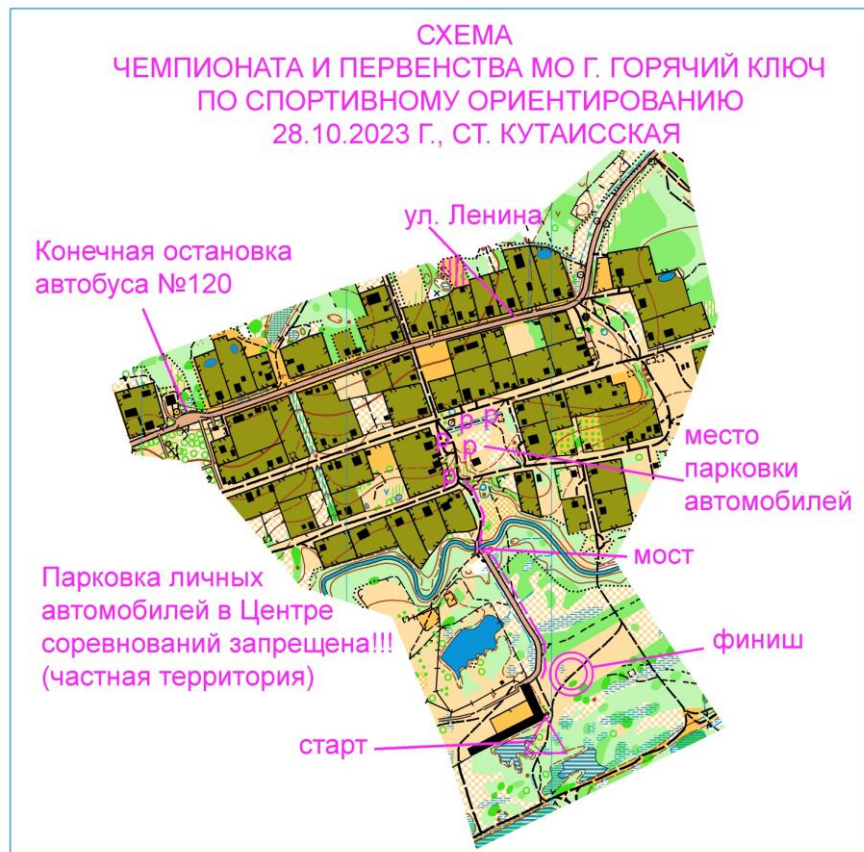 СХЕМА
ЧЕМПИОНАТА И ПЕРВЕНСТВА МО Г. ГОРЯЧИЙ КЛЮЧ
ПО СПОРТИВНОМУ ОРИЕНТИРОВАНИЮ
28.10.2023 Г., СТ. КУТАИССКАЯ
ул. Ленина
Конечная остановка
автобуса №120
р р
р р
р
место
парковки
автомобилей
мост
Парковка личных
автомобилей в Центре
соревнований запрещена!!!
(частная территория)
финиш
старт